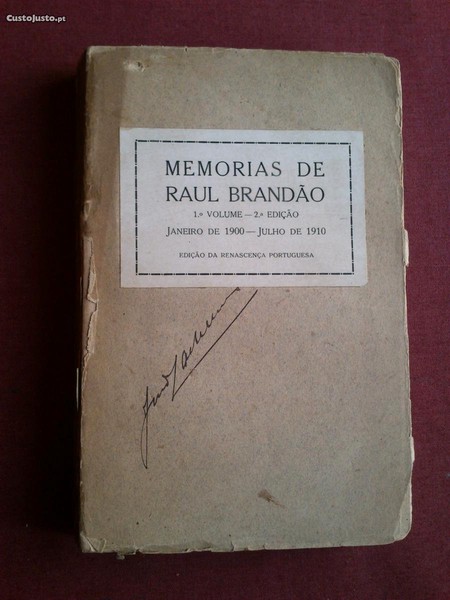 CustoJusto.pt
MEMORIAS DE
RAUL BRANDÃO
1.º VOLUME — 2.ª EDIÇÃO
JANEIRO DE 1900 — JULHO DE 1910
EDIÇÃO DA RENASCENÇA PORTUGUESA